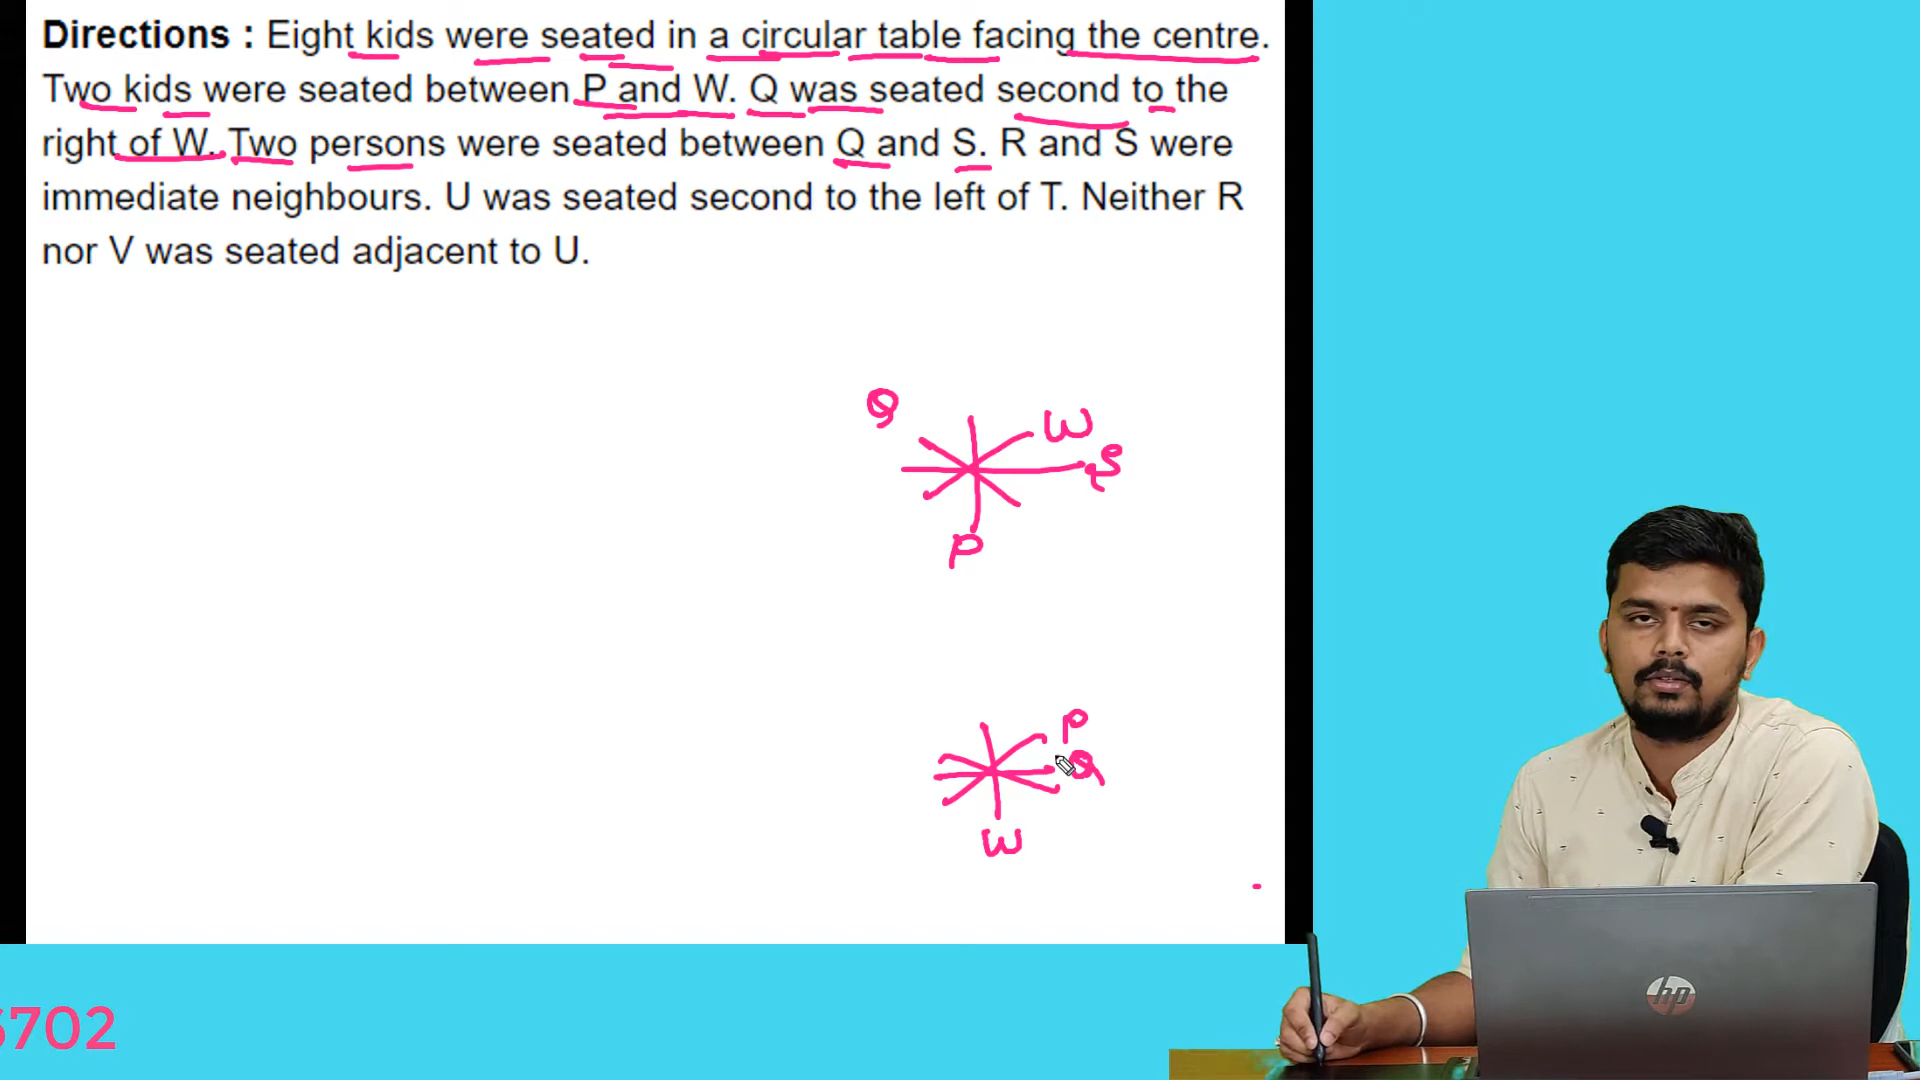 Directions : Eight kids were seated in a circular table facing the centre.
Two kids were seated between P and W. Q was seated second to the
right of W. Two persons were seated between Q and S. R and S were
immediate neighbours. U was seated second to the left of T. Neither R
nor V was seated adjacent to U.
Q
W
S
P
P
Q
W
hp